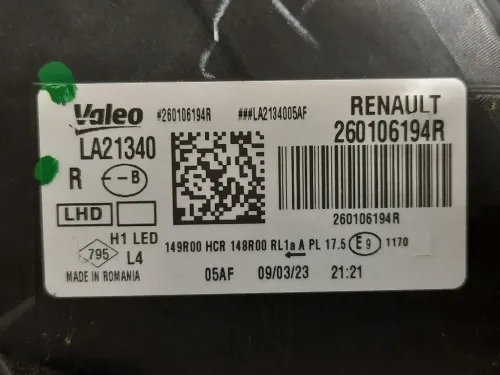 Valeo #260106194R ###LA2134005AF RENAULT
LA21340 260106194R
R B
LHD 260106194R
H1 LED 149R00 HCR 148R00 RL1a A PL 17.5 E9 1170
795 L4
MADE IN ROMANIA 05AF 09/03/23 21:21